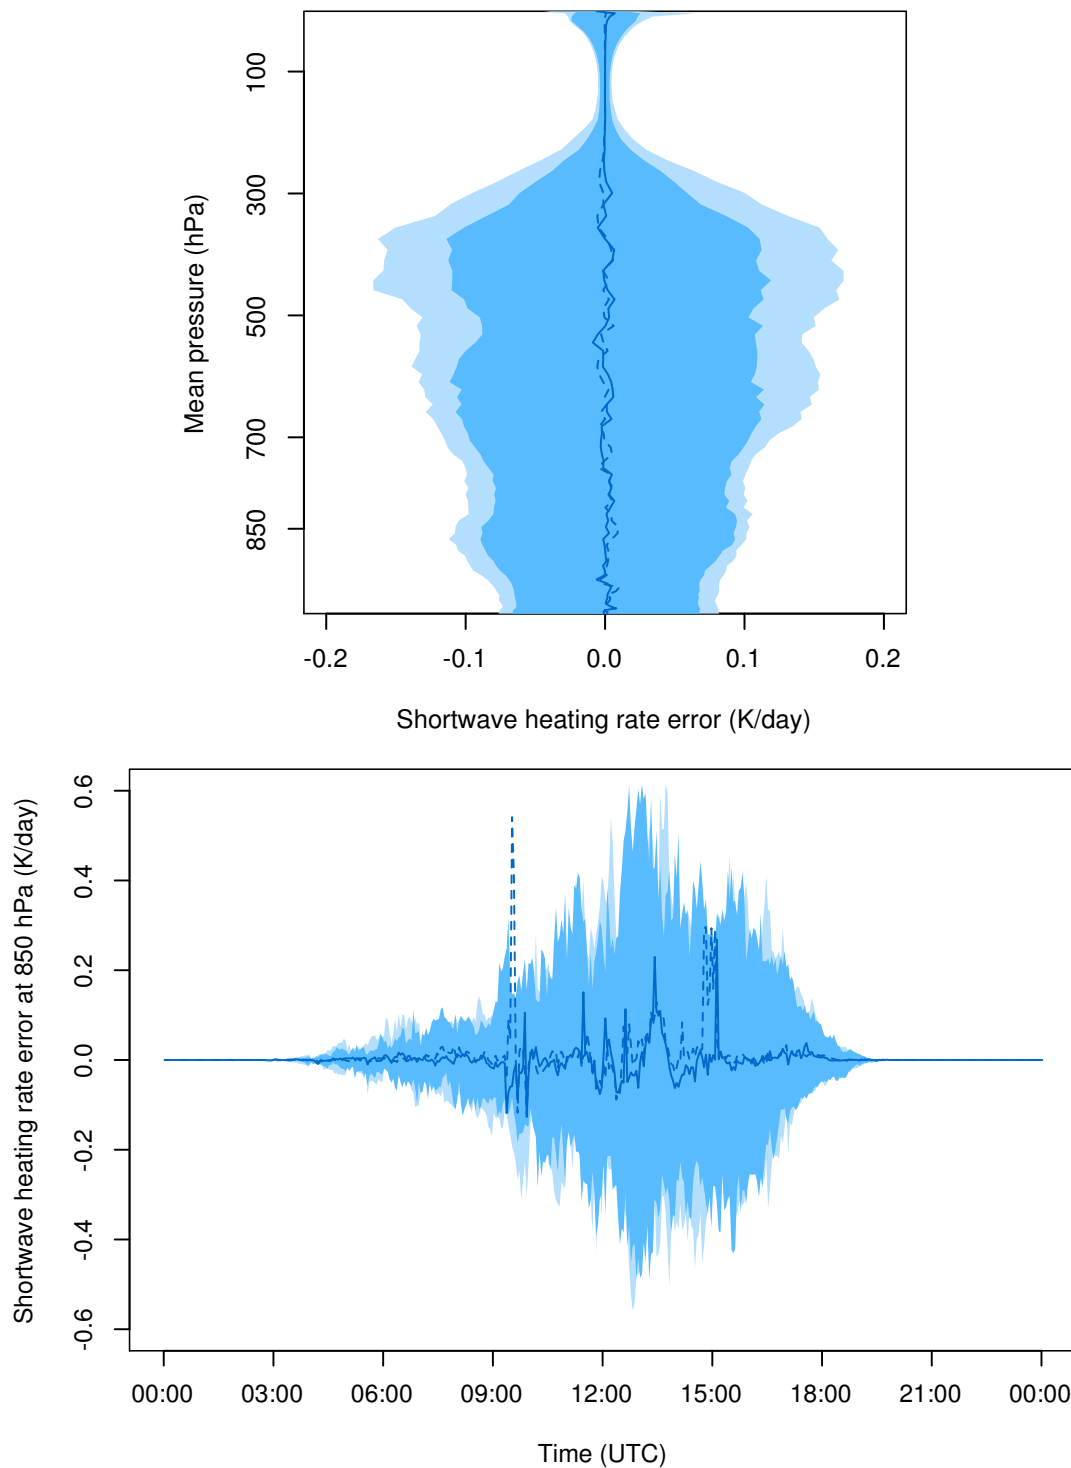 100
300
500
700
850
Mean pressure (hPa)
-0.2 -0.1 0.0 0.1 0.2
Shortwave heating rate error (K/day)
0.6
0.4
0.2
0.0
-0.2
-0.4
-0.6
Shortwave heating rate error at 850 hPa (K/day)
00:00 03:00 06:00 09:00 12:00 15:00 18:00 21:00 00:00
Time (UTC)